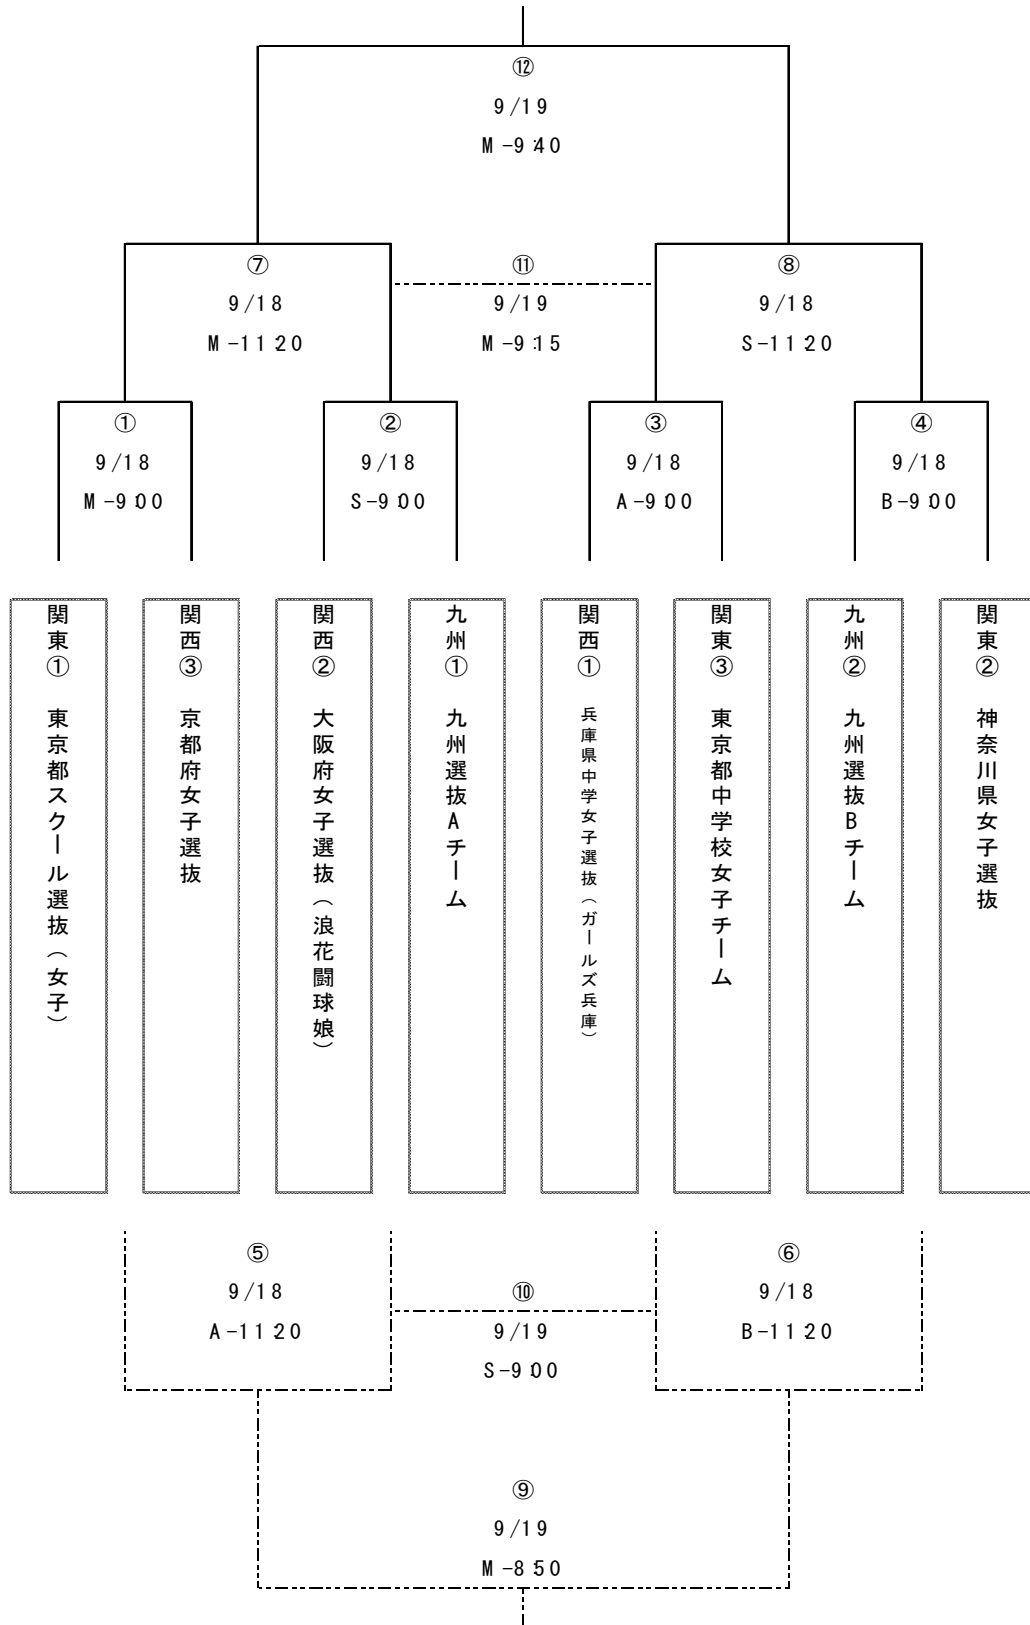 ⑫
9/19
M-9:40
⑦
9/18
M-11:20
⑪
9/19
M-9:15
⑧
9/18
S-11:20
①
9/18
M-9:00
②
9/18
S-9:00
③
9/18
A-9:00
④
9/18
B-9:00
関東① 東京都スクール選抜(女子)
関西③ 京都府女子選抜
関西② 大阪府女子選抜(浪花闘球娘)
九州① 九州選抜Aチーム
関西① 兵庫県中学女子選抜(ガールズ兵庫)
関東③ 東京都中学校女子チーム
九州② 九州選抜Bチーム
関東② 神奈川県女子選抜
⑤
9/18
A-11:20
⑩
9/19
S-9:00
⑥
9/18
B-11:20
⑨
9/19
M-8:50